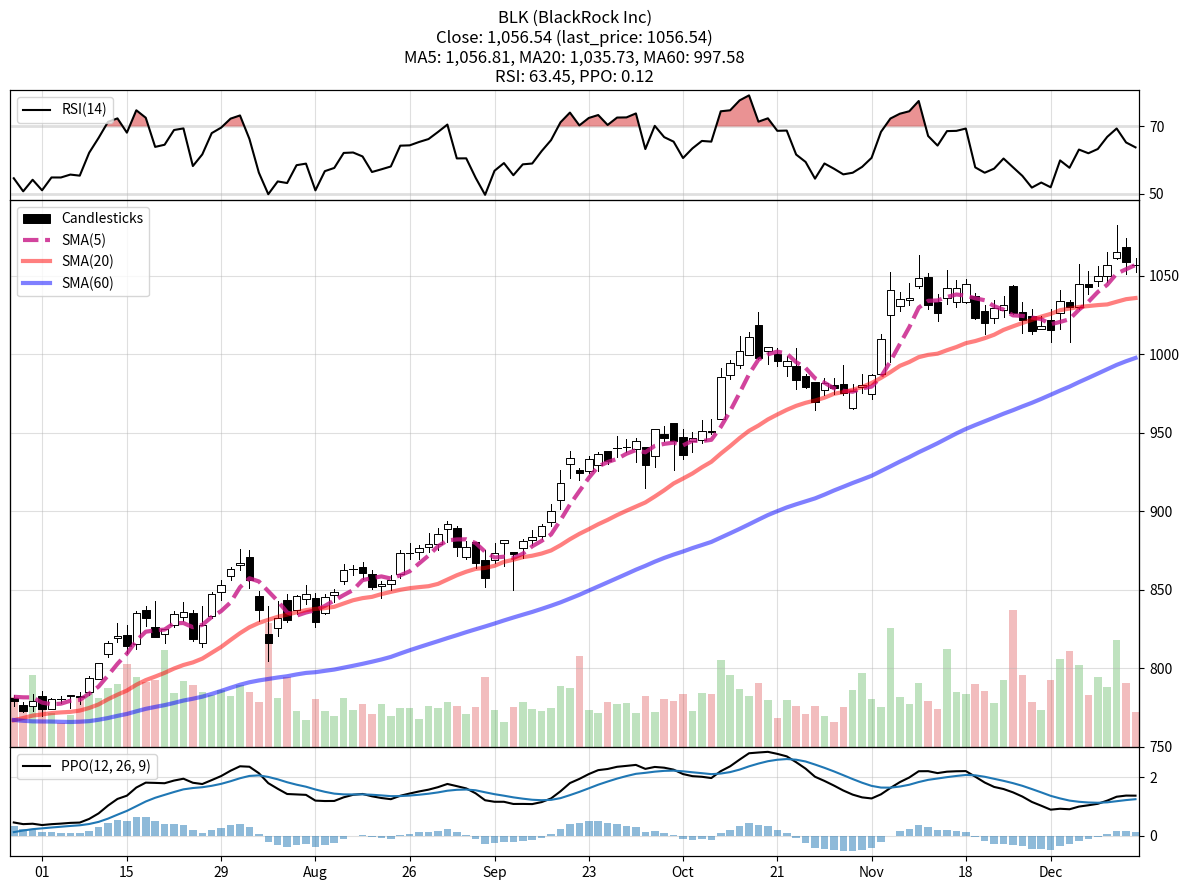 BLK (BlackRock Inc)
Close: 1,056.54 (last_price: 1056.54)
MA5: 1,056.81, MA20: 1,035.73, MA60: 997.58
RSI: 63.45, PPO: 0.12
RSI(14)
70
50
Candlesticks
SMA(5)
SMA(20)
SMA(60)
1050
1000
950
900
850
800
750
PPO(12, 26, 9)
2
0
01 15 29 Aug 26 Sep 23 Oct 21 Nov 18 Dec